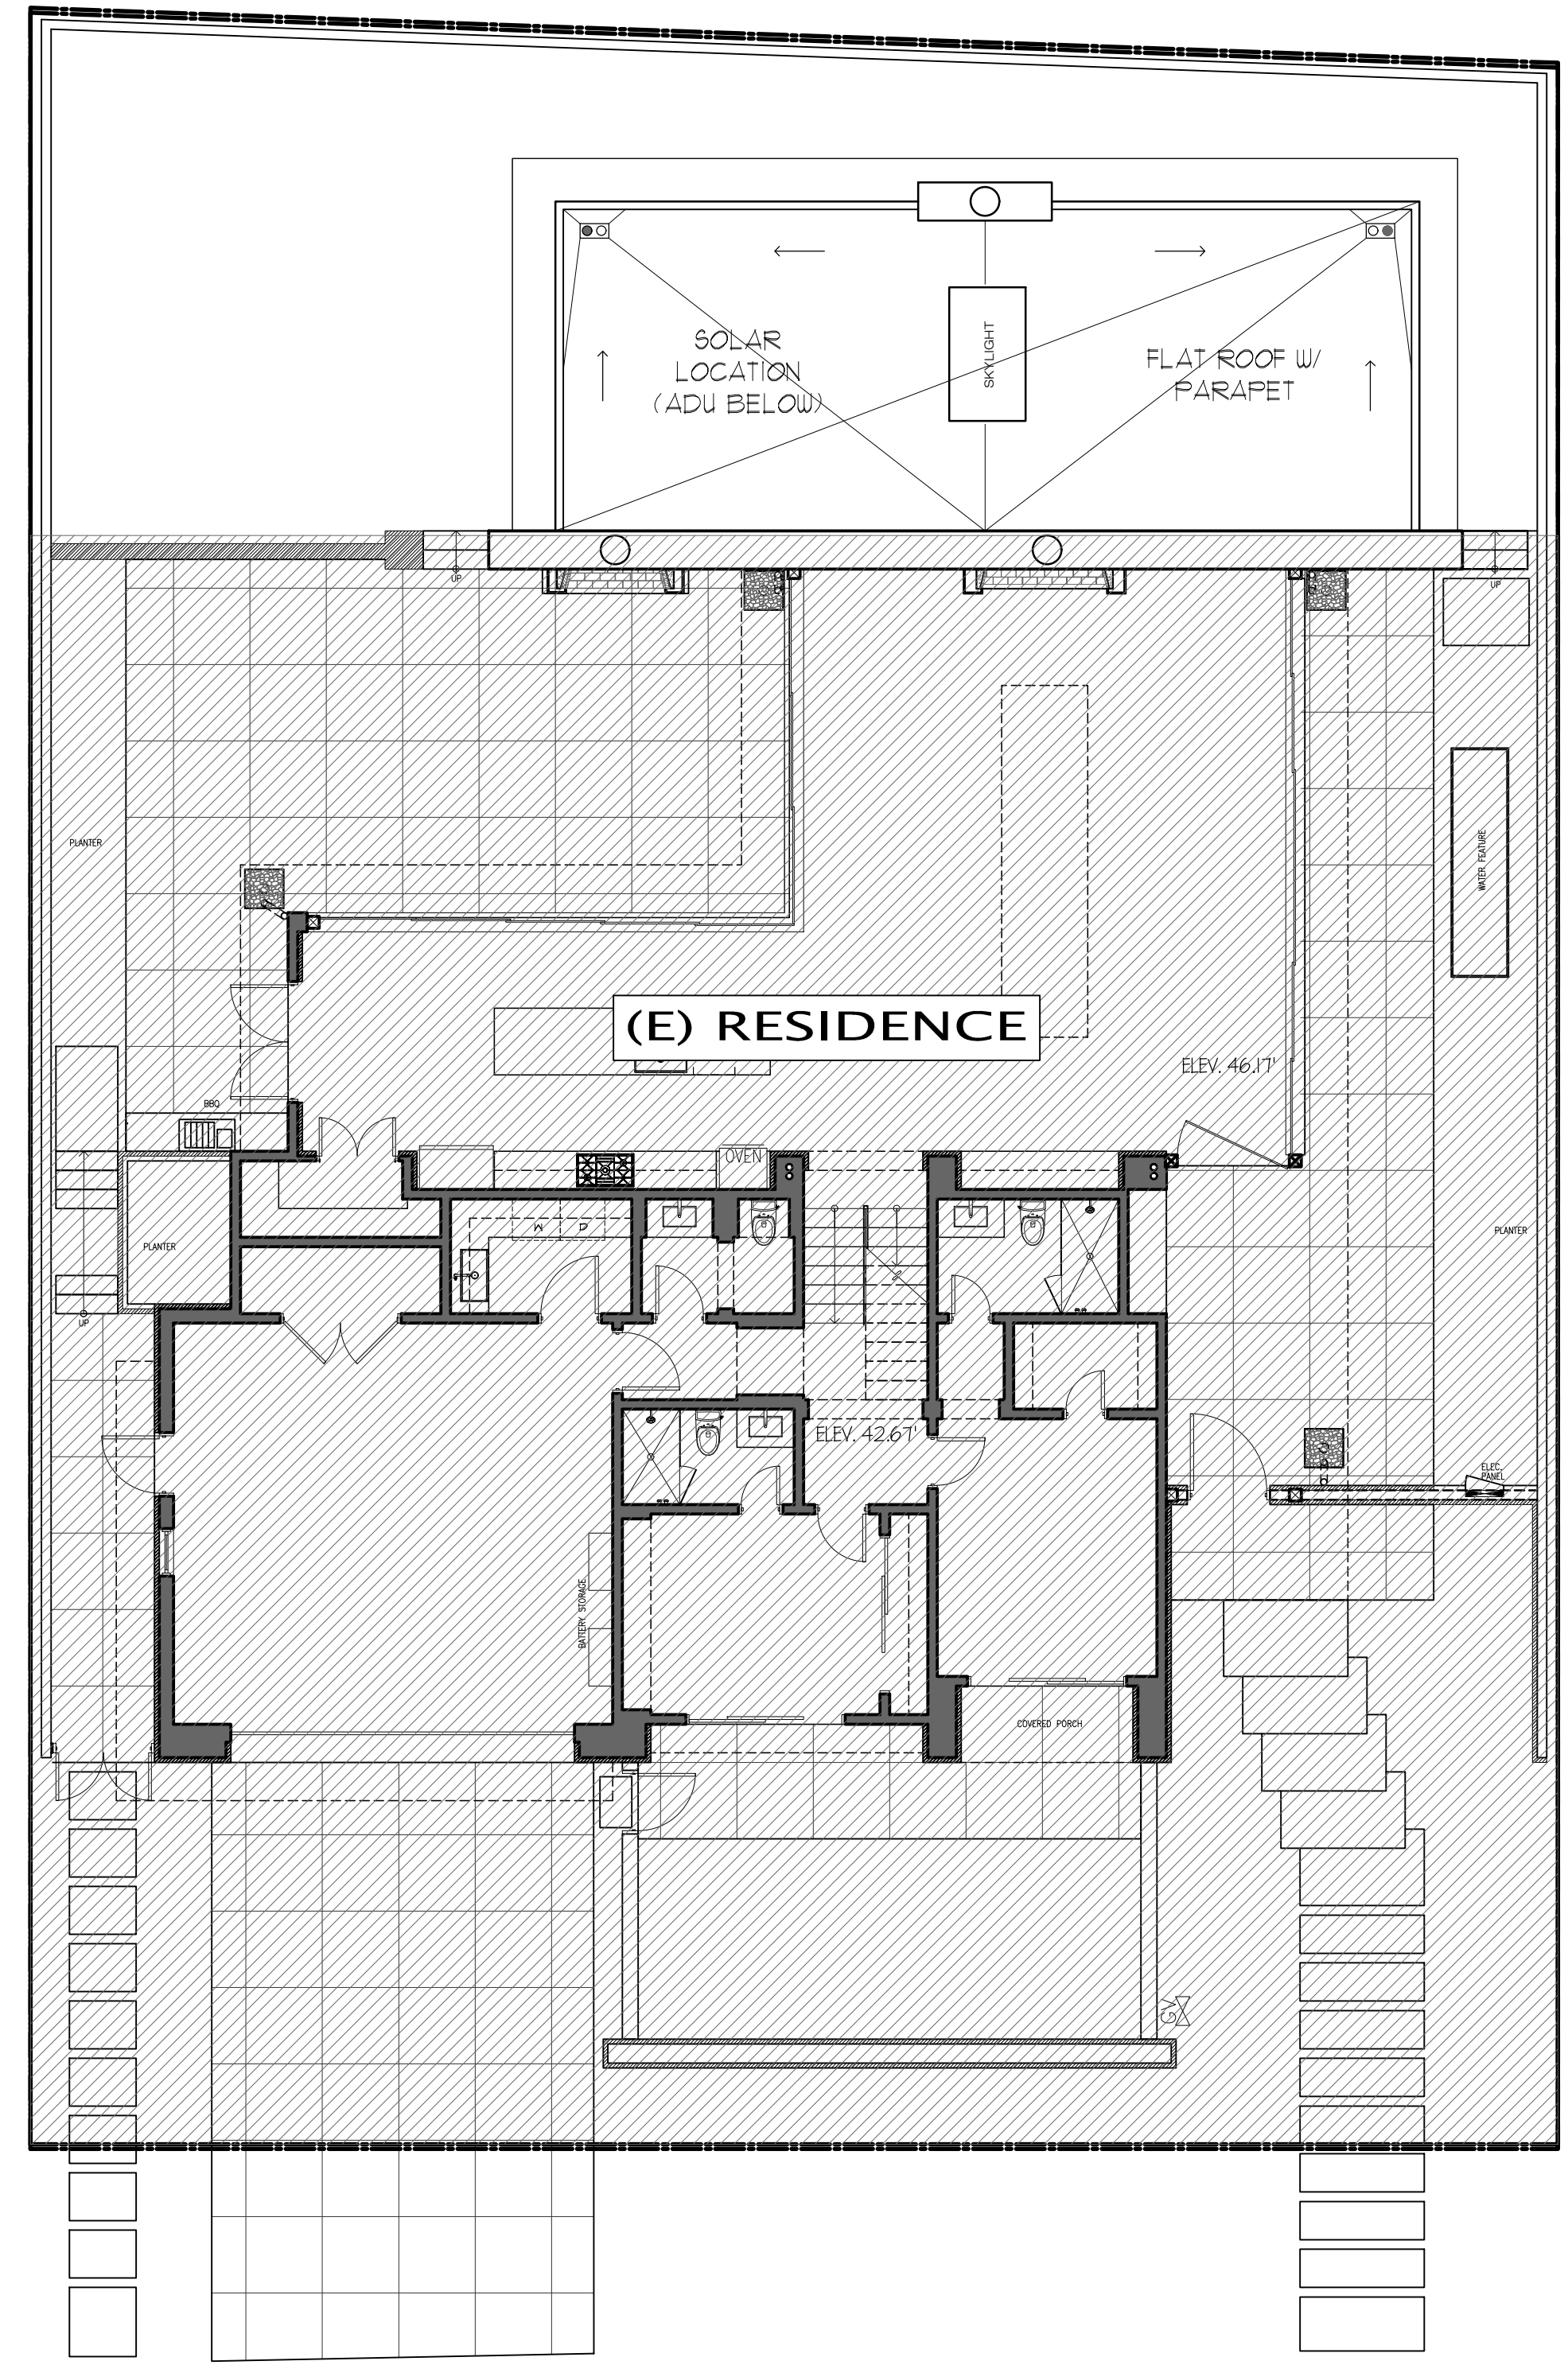 SOLAR
LOCATION
(ADU BELOW)
SKYLIGHT
FLAT ROOF W/
PARAPET
UP
UP
PLANTER
WATER FEATURE
(E) RESIDENCE
ELEV. 46.17'
BBQ
OVEN
W D
PLANTER
PLANTER
UP
ELEV. 42.67'
ELEC.
PANEL
BATTERY STORAGE
COVERED PORCH
GV